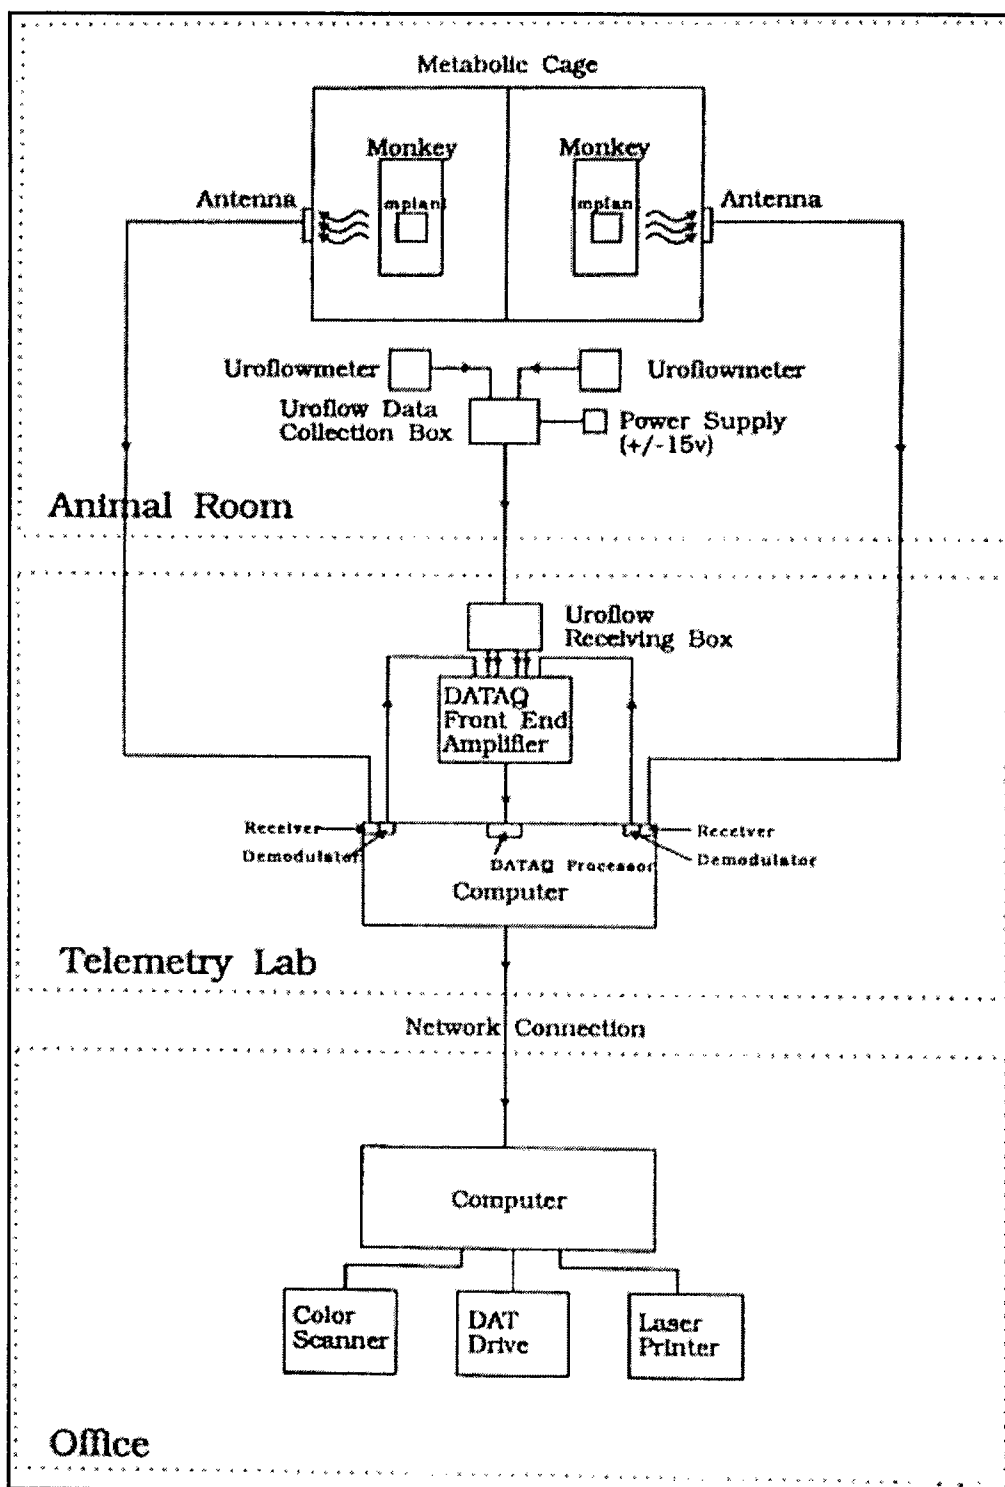 Metabolic Cage
Monkey
Monkey
Antenna
mplan
mplan
Antenna
Uroflowmeter
Uroflowmeter
Uroflow Data
Collection Box
Power Supply
(+/-15v)
Animal Room
Uroflow
Receiving Box
DATAQ
Front End
Amplifier
Receiver
Demodulator
DATAQ Processor
Receiver
Demodulator
Computer
Telemetry Lab
Network Connection
Computer
Color
Scanner
DAT
Drive
Laser
Printer
Office